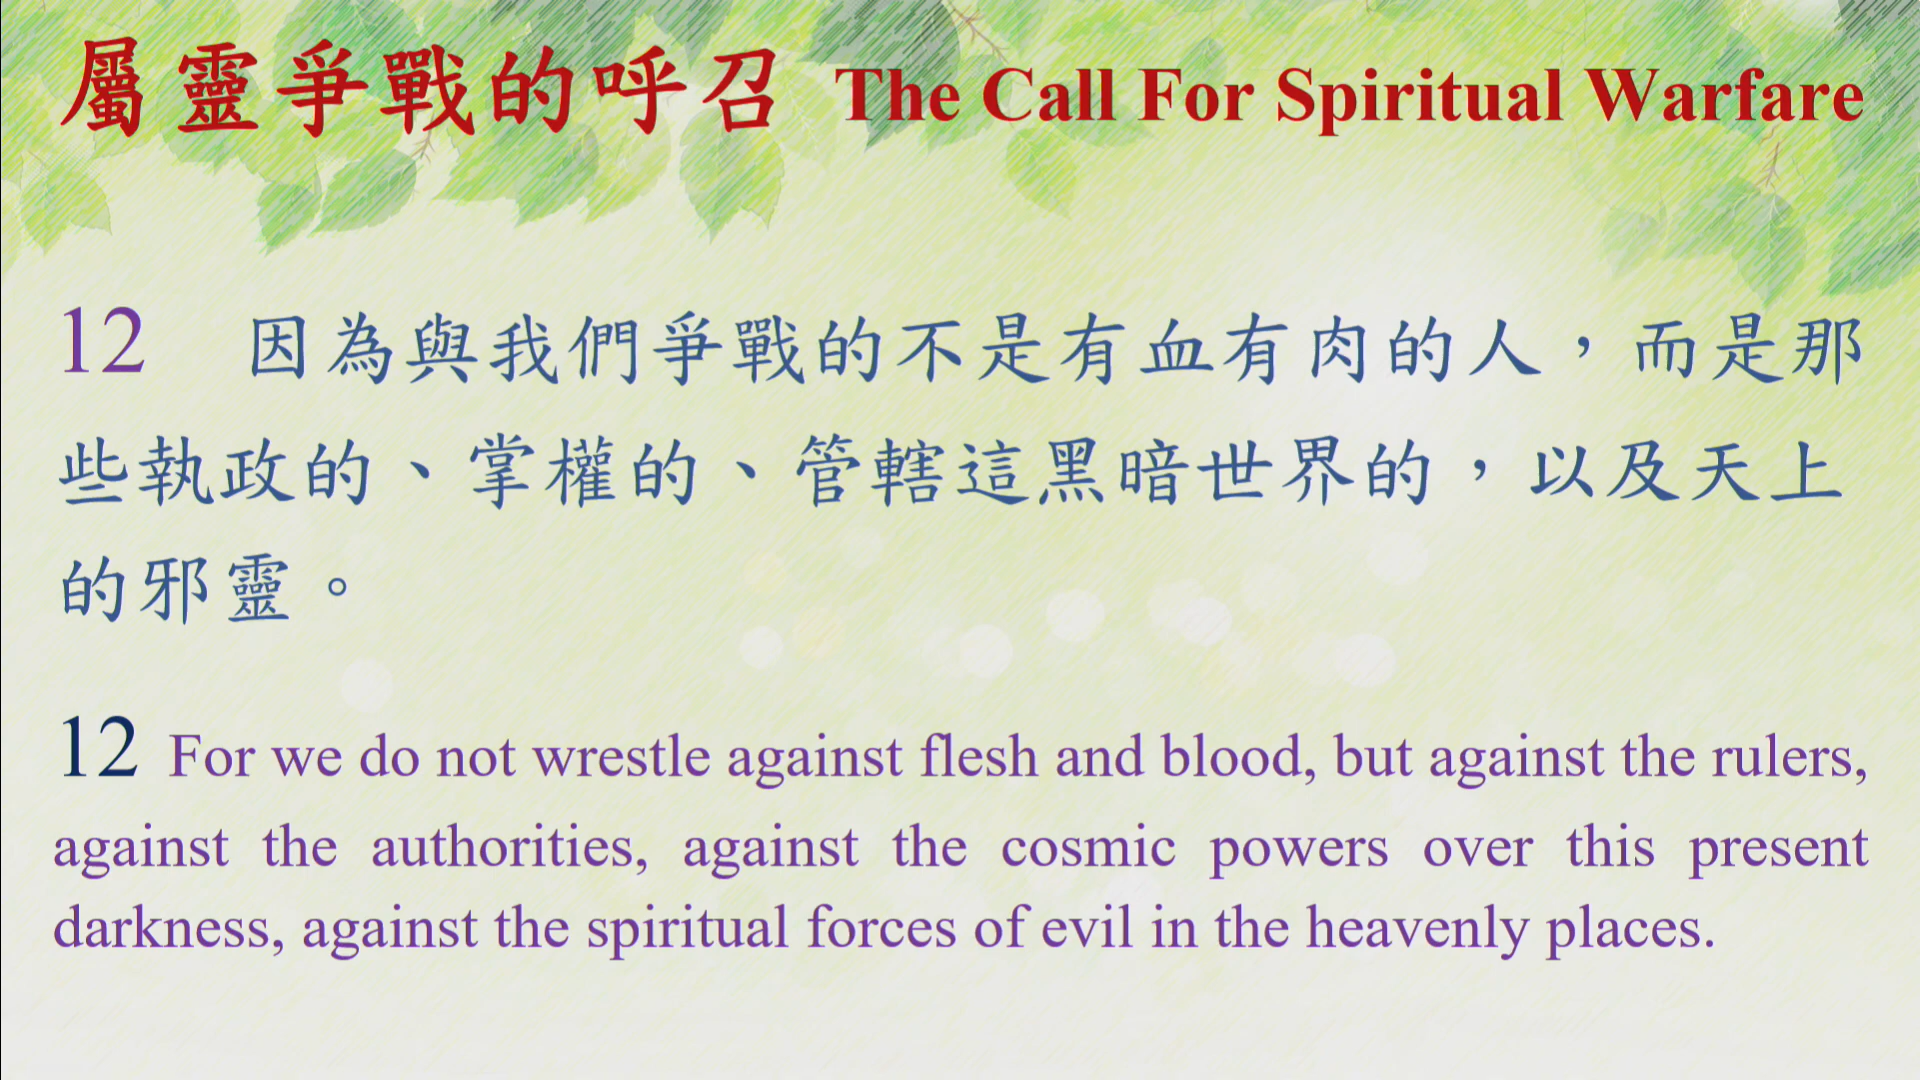 屬靈爭戰的呼召 The Call For Spiritual Warfare
12 因為與我們爭戰的不是有血有肉的人，而是那
些執政的、掌權的、管轄這黑暗世界的，以及天上
的邪靈。
12 For we do not wrestle against flesh and blood, but against the rulers,
against the authorities, against the cosmic powers over this present
darkness, against the spiritual forces of evil in the heavenly places.